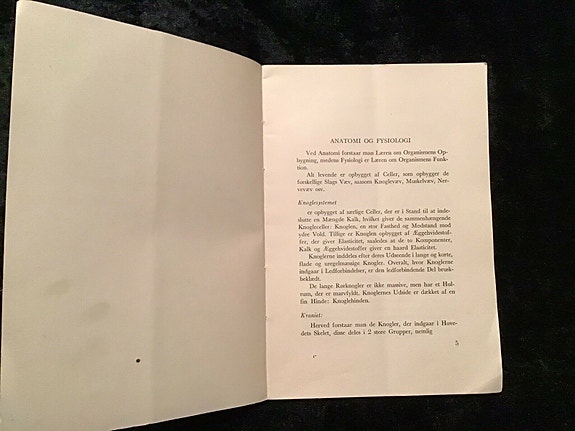 ANATOMI OG FYSIOLOGI
Ved Anatomi forstaar man Læren om Organismens Op-
bygning, medens Fysiologi er Læren om Organismens Funk-
tion.
Alt levende er opbygget af Celler, som opbygger de
forskellige Slags Væv, saasom Knoglevæv, Muskelvæv, Ner-
vevæv osv.
Knoglesystemet
er opbygget af særlige Celler, der er i Stand til at inde-
slutte en Mængde Kalk, hvilket giver de sammenhængende
Knogleceller: Knoglen, en stor Fasthed og Modstand mod
ydre Vold. Tillige er Knoglen opbygget af Æggehvidestof-
fer, der giver Elasticitet, saaledes at de to Komponenter,
Kalk og Æggehvidestoffer giver en haard Elasticitet.
Knoglerne inddeles efter deres Udseende i lange og korte,
flade og uregelmæssige Knogler. Overalt, hvor Knoglerne
indgaar i Ledforbindelser, er den ledforbindende Del brusk-
beklædt.
De lange Rørknogler er ikke massive, men har et Hul-
rum, der er marvfyldt. Knoglernes Udside er dækket af en
fin Hinde: Knoglehinden.
Kraniet:
Herved forstaar man de Knogler, der indgaar i Hove-
dets Skelet, disse deles i 2 store Grupper, nemlig
5